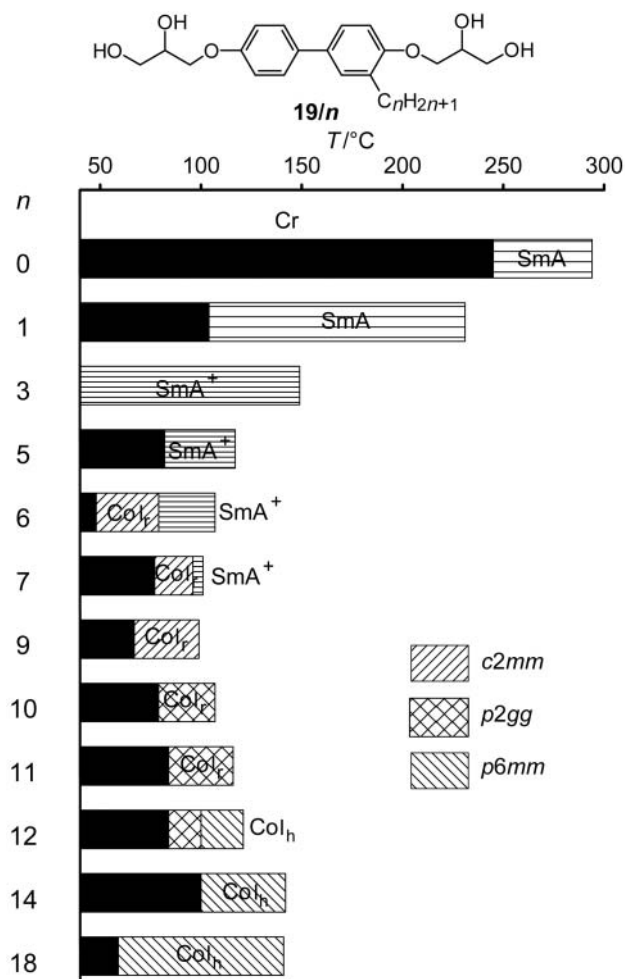 OH
HO
O
O
OH
OH
CnH2n+1
19/n
T/°C
50 100 150 200 250 300
n
Cr
0 SmA
1 SmA
3 SmA+
5 SmA+
6 Colr SmA+
7 Colr SmA+
9 Colr c2mm
10 Colr p2gg
11 Colr p6mm
12 Colh
14 Colh
18 Colh